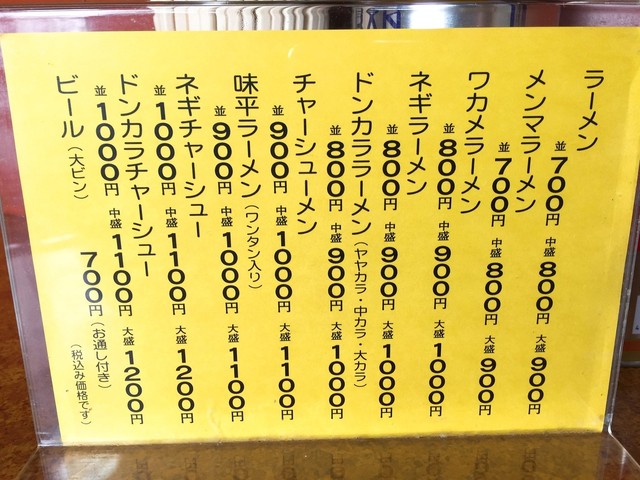 ラーメン
並700円 中盛800円 大盛900円
メンマラーメン
並700円 中盛800円 大盛900円
ワカメラーメン
並800円 中盛900円 大盛1000円
ネギラーメン
並800円 中盛900円 大盛1000円
ドンカララーメン(ヤヤカラ・中カラ・大カラ)
並800円 中盛900円 大盛1000円
チャーシューメン
並900円 中盛1000円 大盛1100円
味平ラーメン(ワンタン入り)
並900円 中盛1000円 大盛1100円
ネギチャーシュー
並1000円 中盛1100円 大盛1200円
ドンカラチャーシュー
並1000円 中盛1100円 大盛1200円
ビール(大ビン)
700円(お通し付き)
(税込み価格です)